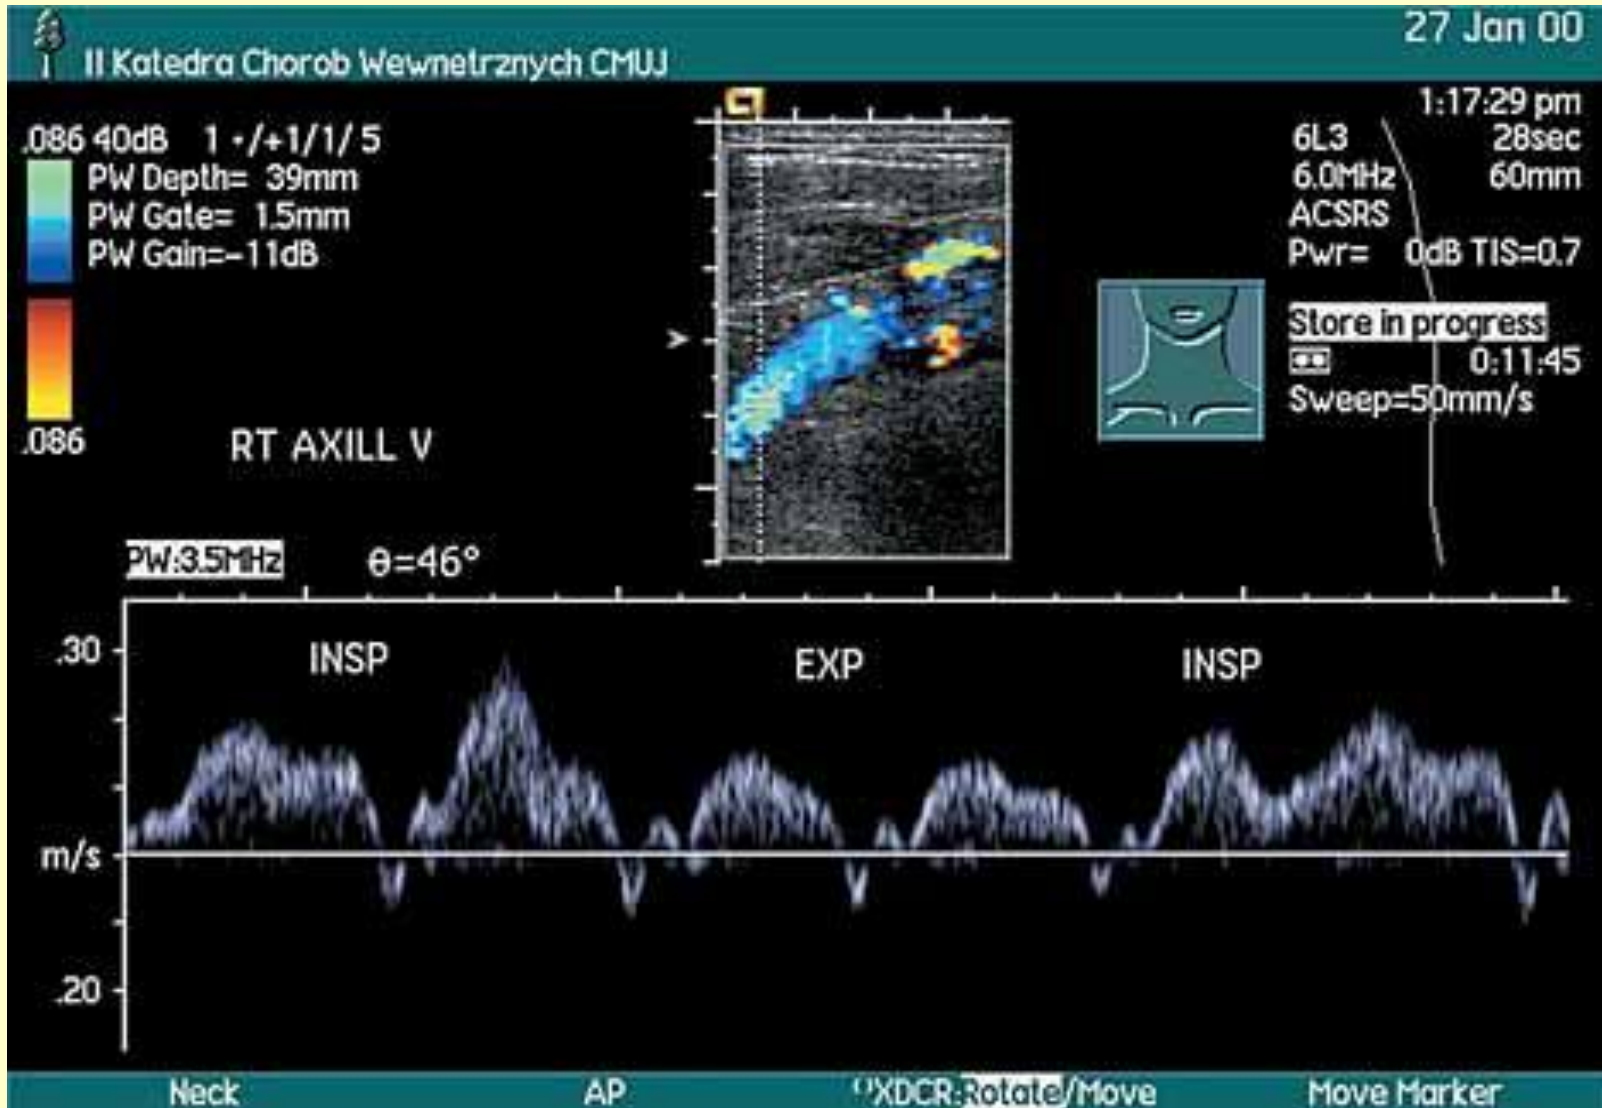 27 Jan 00
II Katedra Chorob Wewnetrznych CMUJ
1:17:29 pm
.086 40dB 1 •/+1/1/ 5
PW Depth= 39mm
PW Gate= 1.5mm
PW Gain=-11dB
.086
RT AXILL V
6L3 28sec
6.0MHz 60mm
ACSRS
Pwr= 0dB TIS=0.7
Store in progress
0:11:45
Sweep=50mm/s
PW:3.5MHz θ=46°
.30
INSP EXP INSP
m/s
.20
Neck AP XDCR:Rotate/Move Move Marker